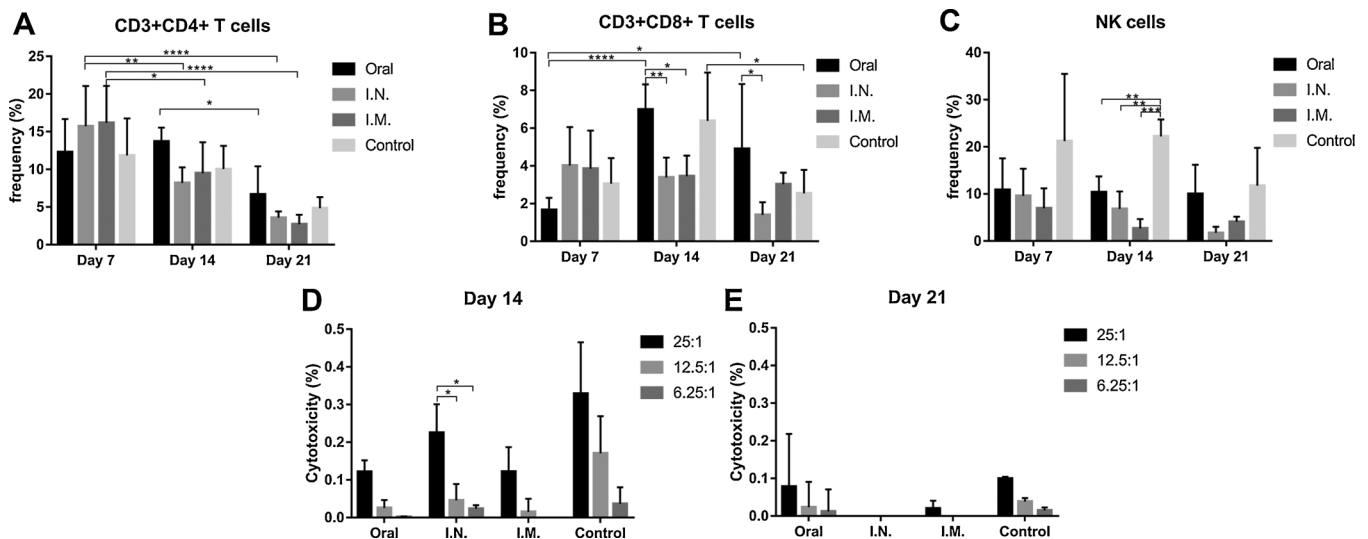 A
CD3+CD4+ T cells
frequency (%)
25
20
15
10
5
0
****
**
****
*
*
Day 7
Day 14
Day 21
Oral
I.N.
I.M.
Control
B
CD3+CD8+ T cells
frequency (%)
10
8
6
4
2
0
*
****
*
**
*
*
Day 7
Day 14
Day 21
Oral
I.N.
I.M.
Control
C
NK cells
frequency (%)
40
30
20
10
0
**
**
***
Day 7
Day 14
Day 21
Oral
I.N.
I.M.
Control
D
Day 14
Cytotoxicity (%)
0.5
0.4
0.3
0.2
0.1
0.0
*
*
Oral
I.N.
I.M.
Control
25:1
12.5:1
6.25:1
E
Day 21
Cytotoxicity (%)
0.5
0.4
0.3
0.2
0.1
0.0
Oral
I.N.
I.M.
Control
25:1
12.5:1
6.25:1